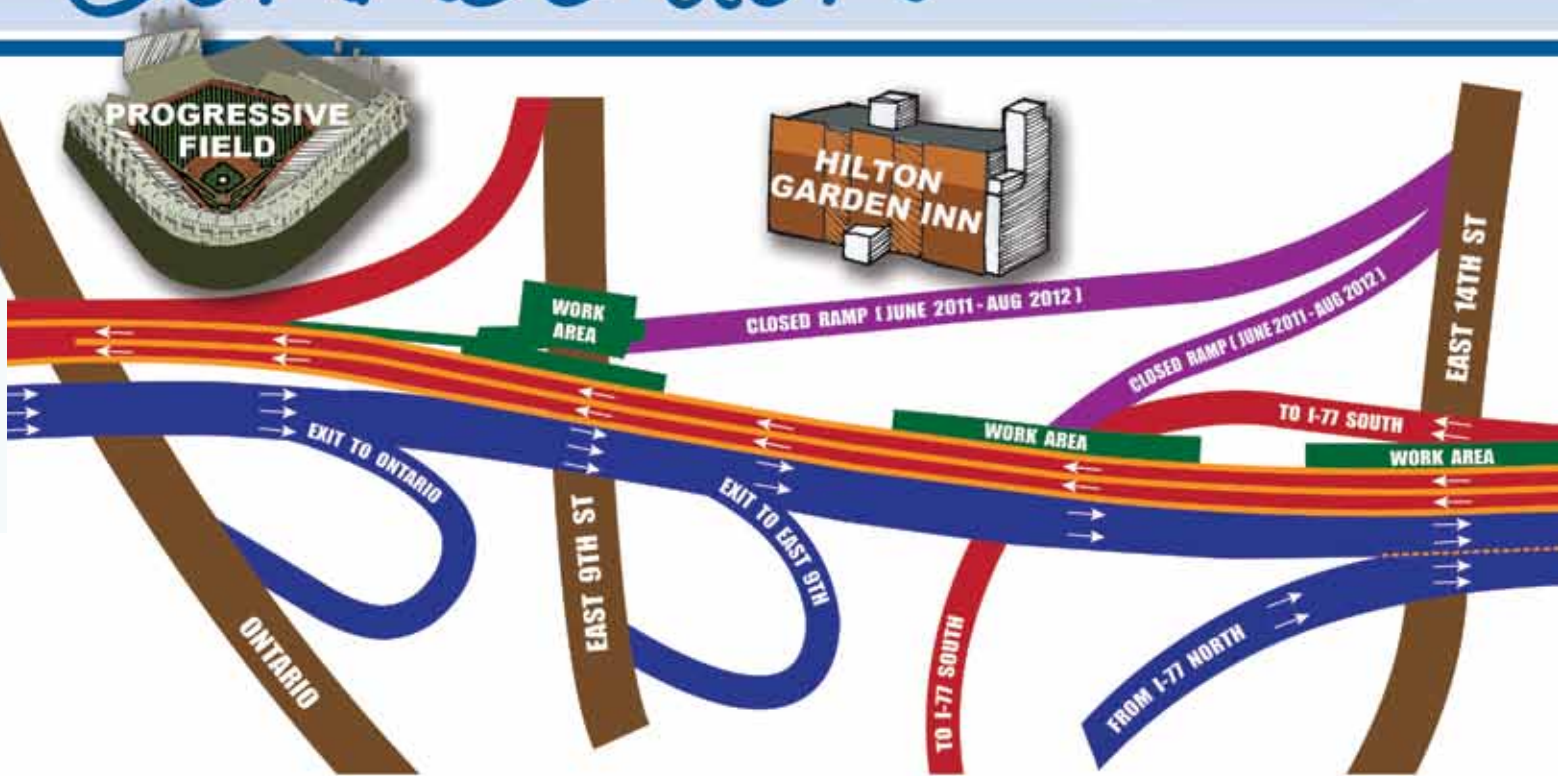 PROGRESSIVE
FIELD
HILTON
GARDEN INN
WORK
AREA
CLOSED RAMP (JUNE 2011 - AUG 2012)
CLOSED RAMP (JUNE 2011 - AUG 2012)
EAST 14TH ST
TO I-77 SOUTH
WORK AREA
WORK AREA
EXIT TO ONTARIO
EXIT TO EAST 9TH
EAST 9TH ST
ONTARIO
TO I-77 SOUTH
FROM I-77 NORTH